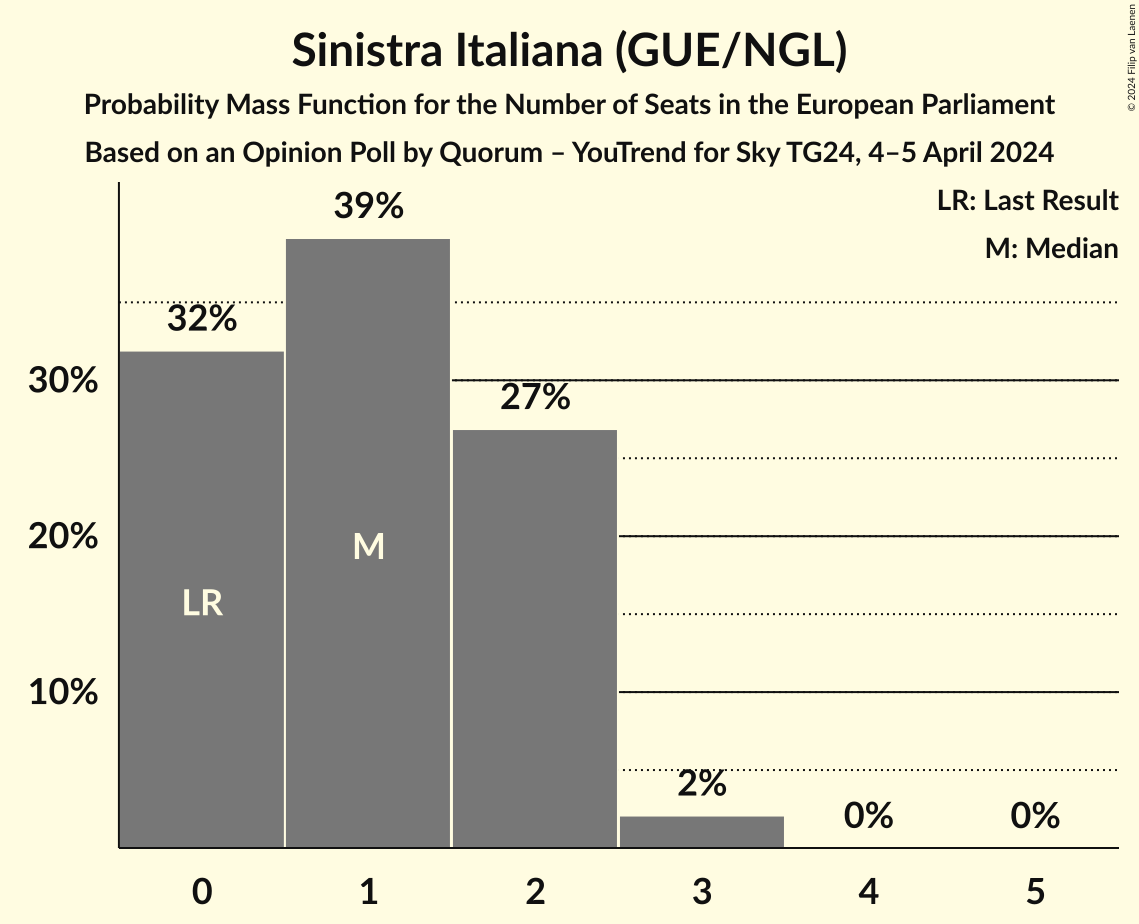 © 2024 Filip van Laenen
Sinistra Italiana (GUE/NGL)
Probability Mass Function for the Number of Seats in the European Parliament
Based on an Opinion Poll by Quorum – YouTrend for Sky TG24, 4–5 April 2024
LR: Last Result
M: Median
39%
32%
30%
27%
20%
M
LR
10%
2%
0%
0%
0 1 2 3 4 5